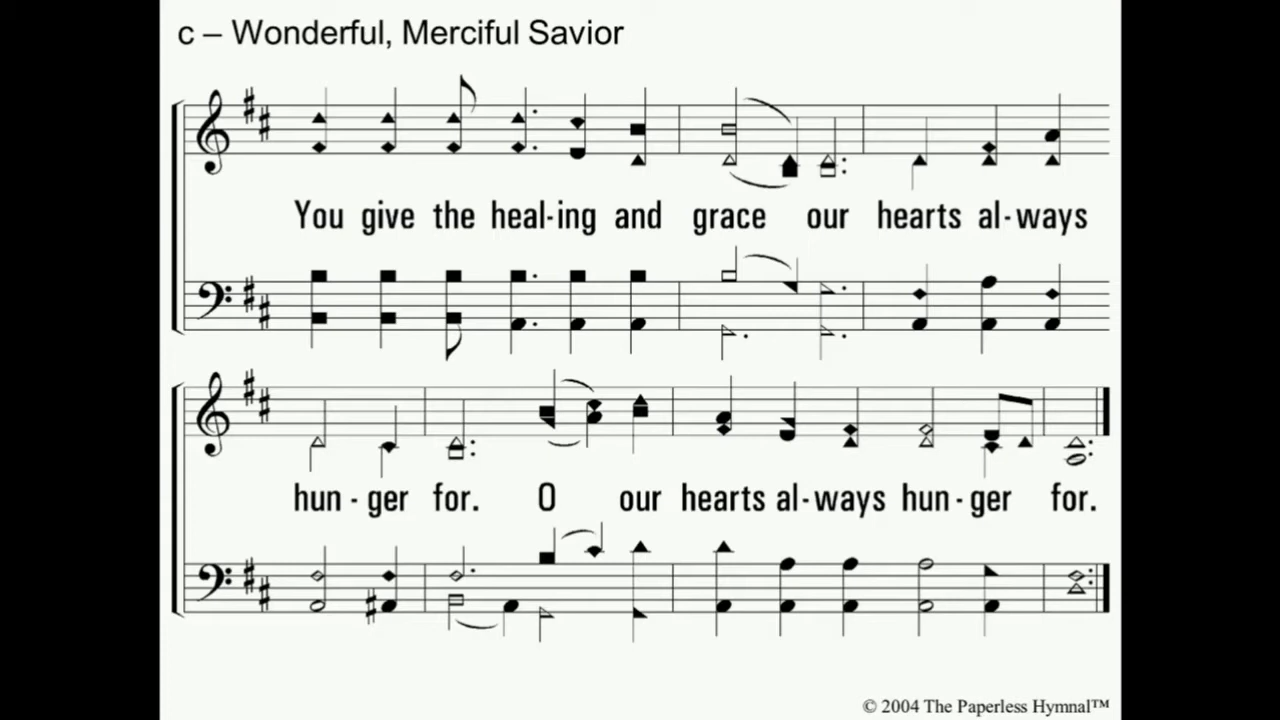 c – Wonderful, Merciful Savior
You give the heal-ing and grace our hearts al-ways
hun - ger for. O our hearts al-ways hun - ger for.
© 2004 The Paperless Hymnal™